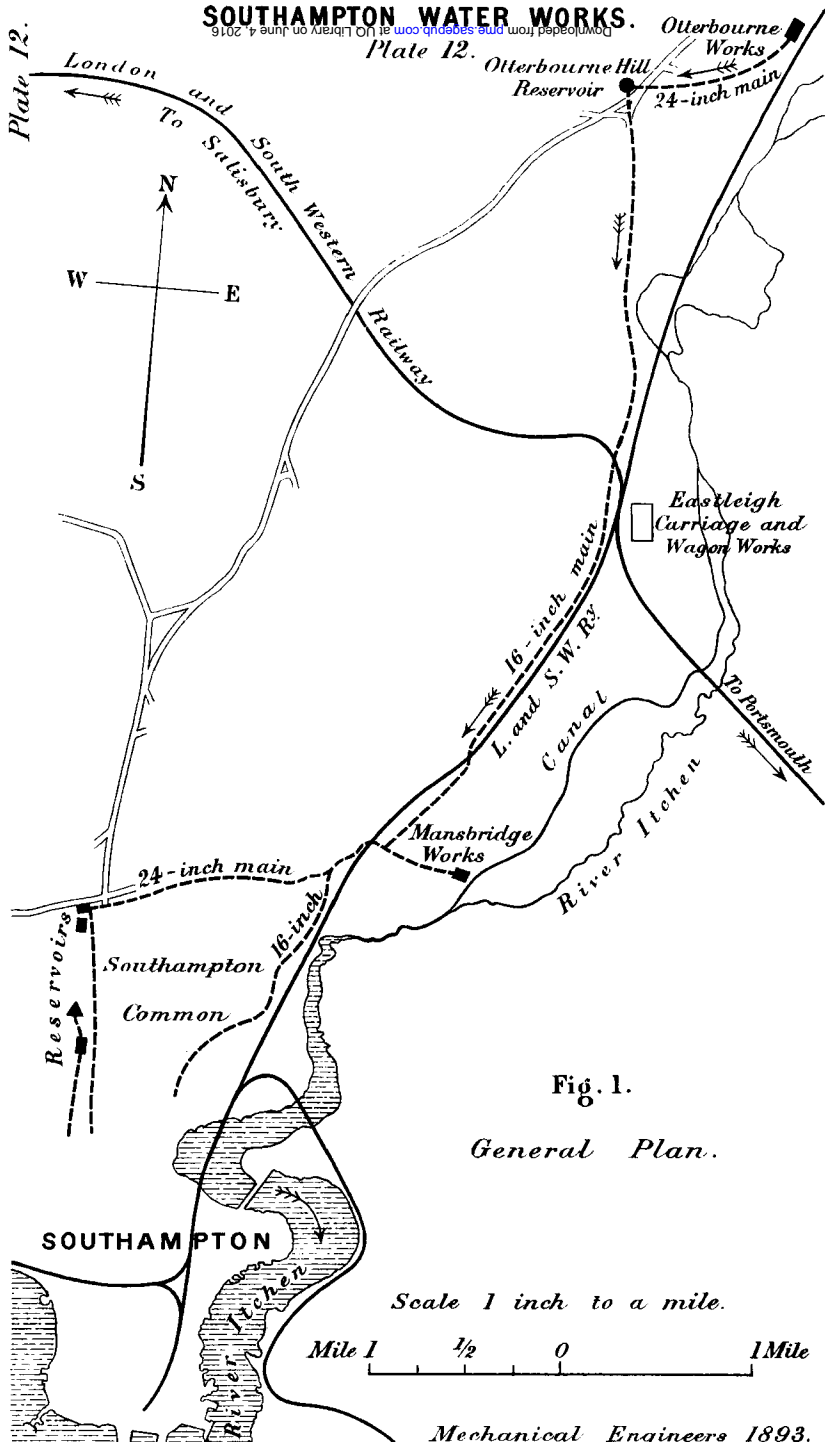 SOUTHAMPTON WATER WORKS.
Downloaded from pme.sagepub.com at UQ Library on June 4, 2016
Plate 12.
Plate 12.
Otterbourne
Works
Otterbourne Hill
Reservoir
24-inch main
London and South Western Railway
To Salisbury
N
W
E
S
Eastleigh
Carriage and
Wagon Works
16-inch main
L. and S. W. Ry.
Canal
To Portsmouth
River Itchen
Mansbridge
Works
24-inch main
16-inch
Reservoirs
Southampton
Common
Fig. 1.
General Plan.
SOUTHAMPTON
River Itchen
Scale 1 inch to a mile.
Mile 1 1/2 0 1 Mile
Mechanical Engineers 1893.